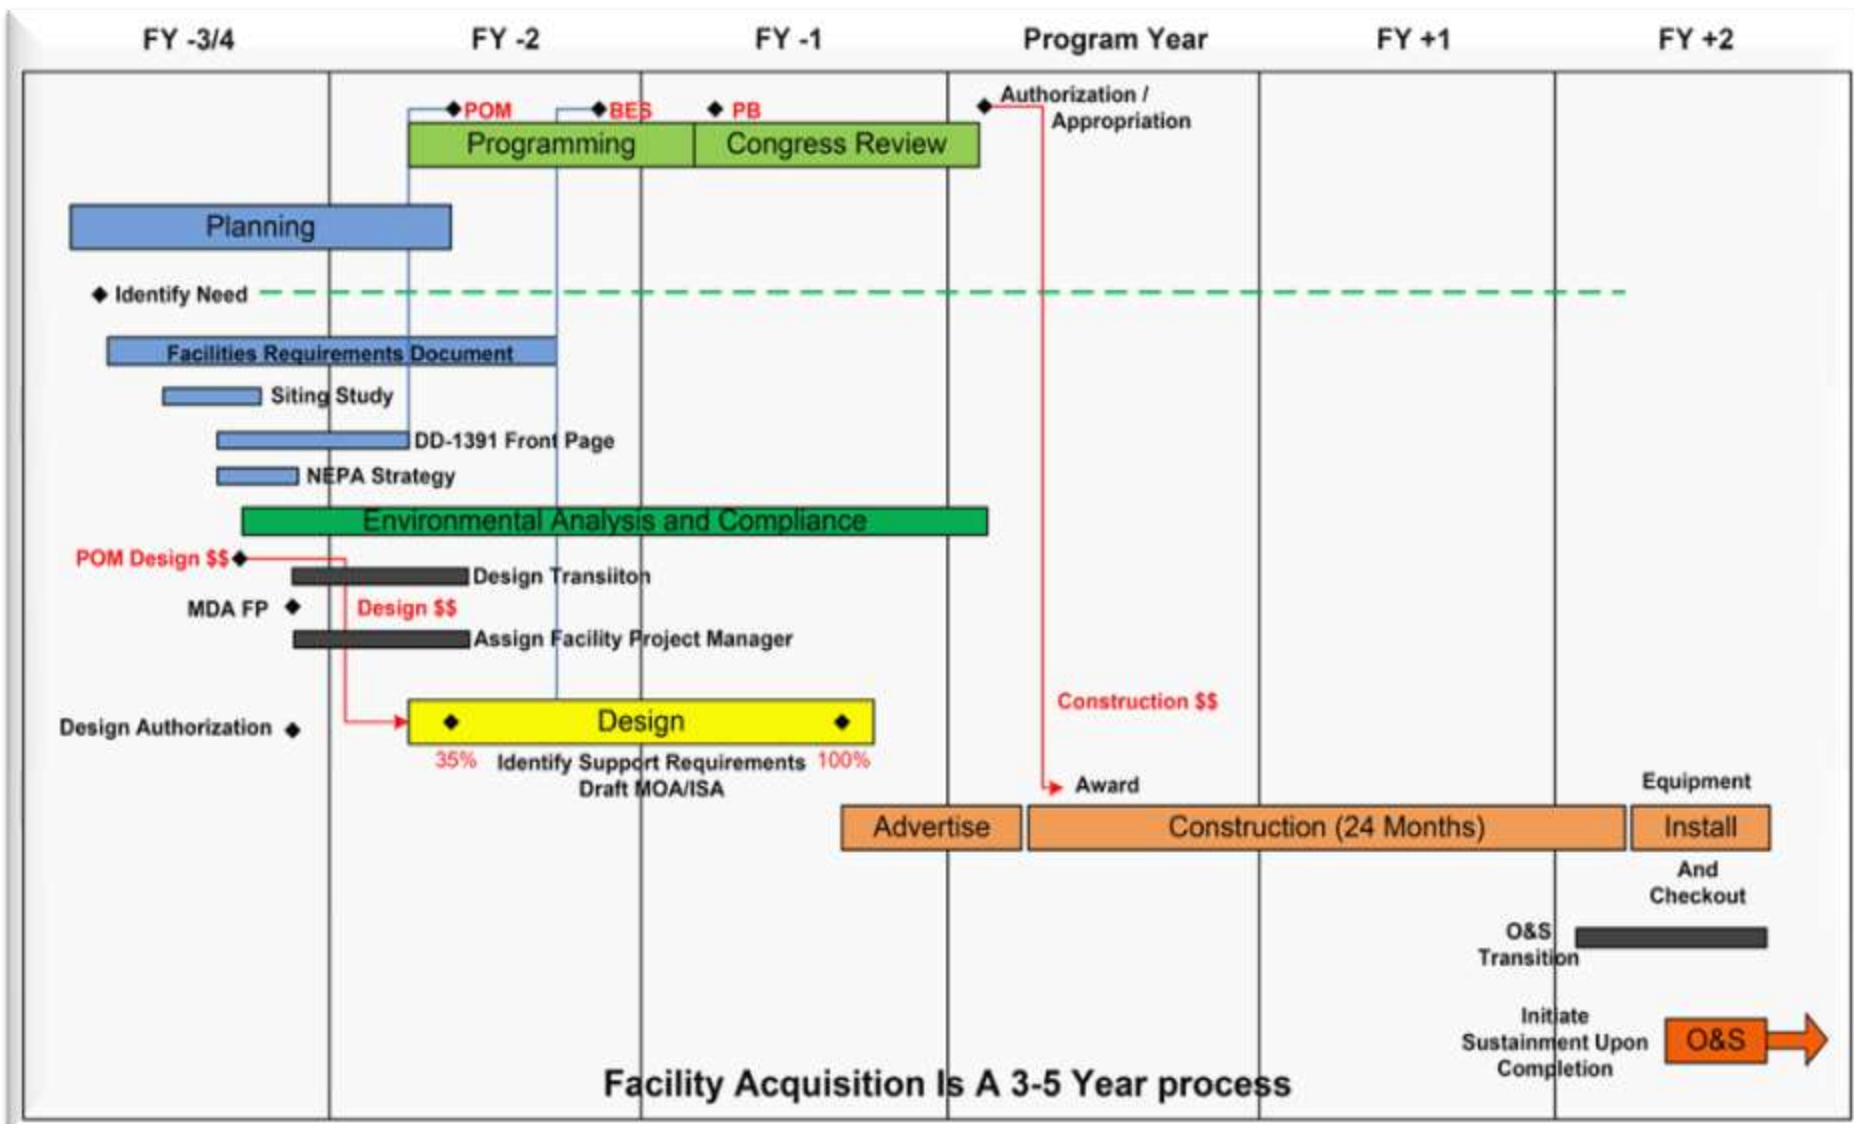 FY -3/4
FY -2
FY -1
Program Year
FY +1
FY +2
POM
BES
PB
Authorization /
Appropriation
Programming
Congress Review
Planning
Identify Need
Facilities Requirements Document
Siting Study
DD-1391 Front Page
NEPA Strategy
Environmental Analysis and Compliance
POM Design $$
Design Transiiton
MDA FP
Design $$
Assign Facility Project Manager
Construction $$
Design Authorization
Design
35%
100%
Identify Support Requirements
Draft MOA/ISA
Award
Equipment
Advertise
Construction (24 Months)
Install
And
Checkout
O&S
Transition
Initiate
Sustainment Upon
Completion
O&S
Facility Acquisition Is A 3-5 Year process